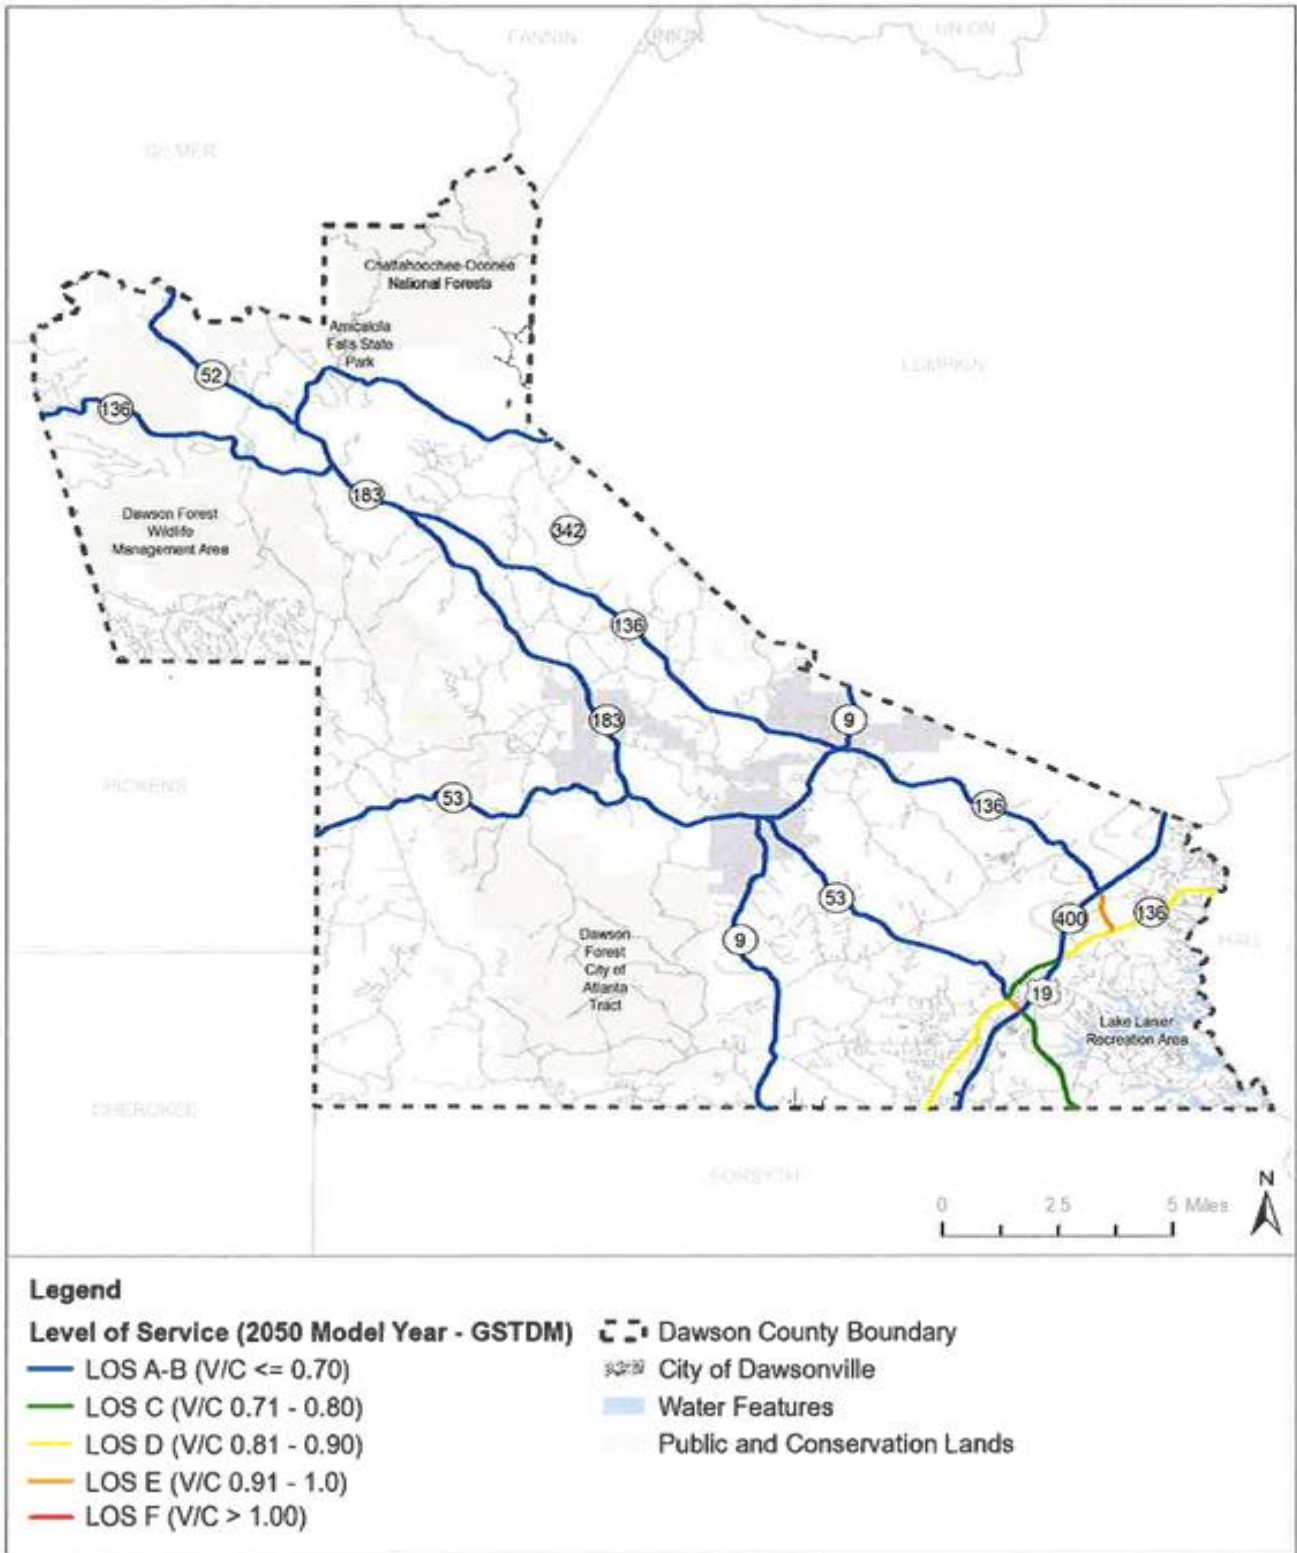 FANNIN
UNION
UNION
GILMER
Chattahoochee-Oconee
National Forests
Amicalola
Falls State
Park
52
LUMPKIN
136
183
Dawson Forest
Wildlife
Management Area
342
136
183
9
PICKENS
53
136
53
400
136
9
HALL
Dawson
Forest
City of
Atlanta
Tract
19
Lake Lanier
Recreation Area
CHEROKEE
FORSYTH
N
0 2.5 5 Miles
Legend
Level of Service (2050 Model Year - GSTDM)
LOS A-B (V/C <= 0.70)
LOS C (V/C 0.71 - 0.80)
LOS D (V/C 0.81 - 0.90)
LOS E (V/C 0.91 - 1.0)
LOS F (V/C > 1.00)
Dawson County Boundary
City of Dawsonville
Water Features
Public and Conservation Lands